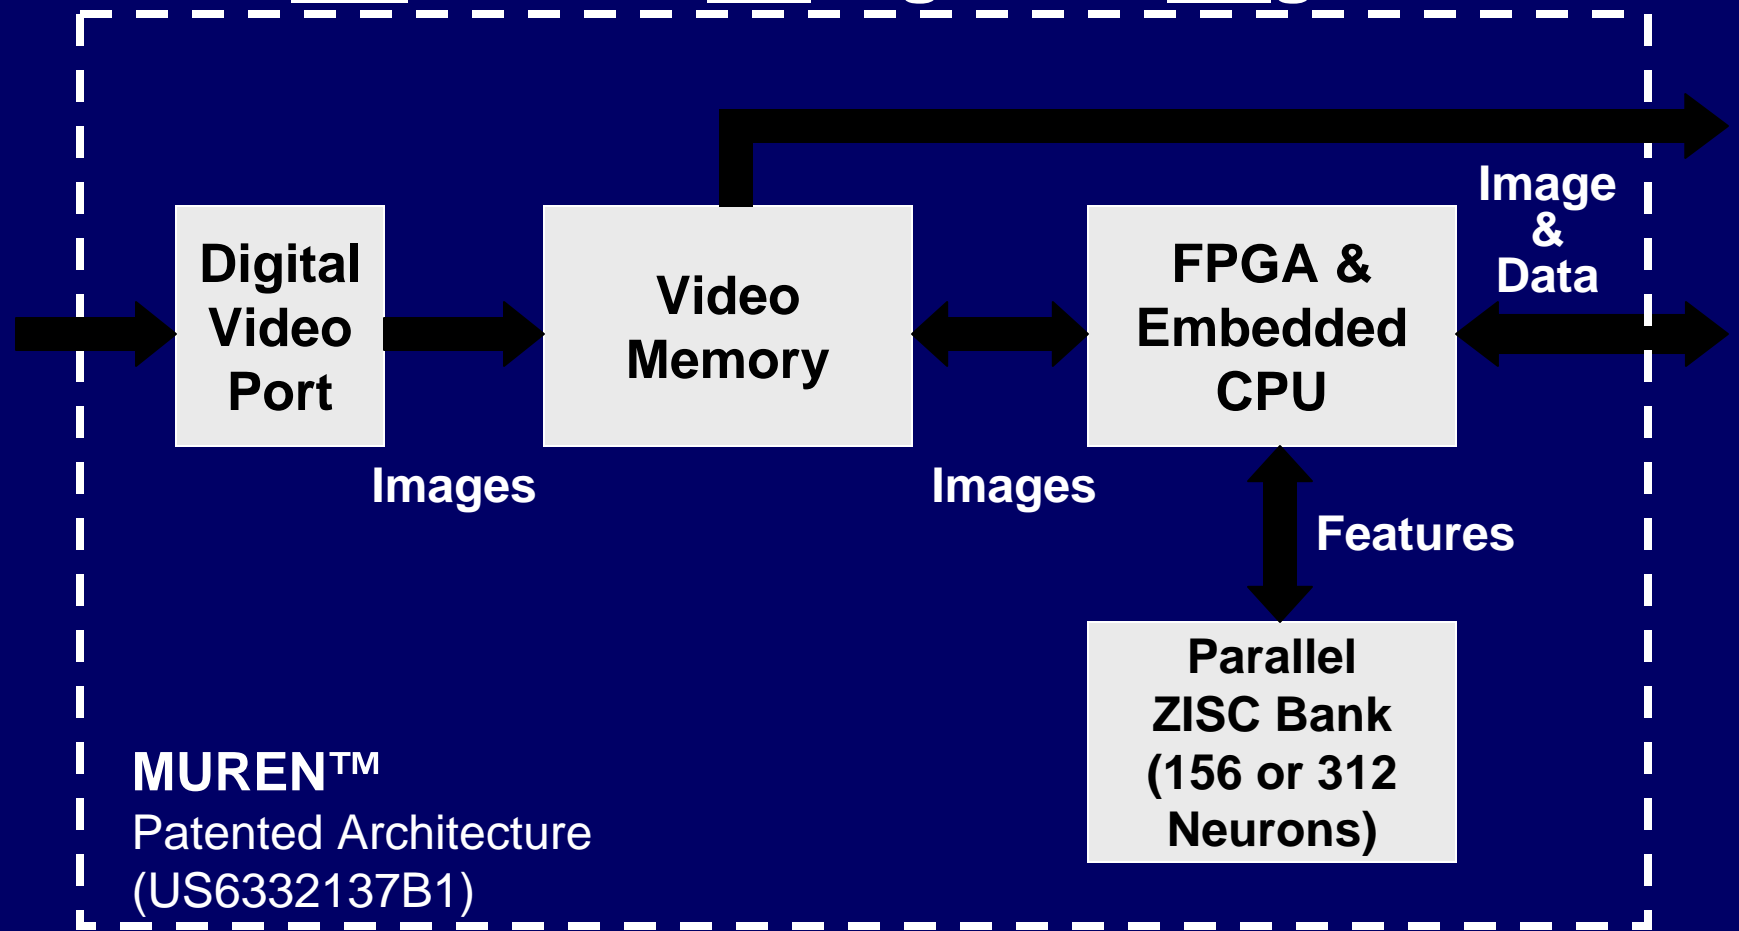 Digital
Video
Port
Video
Memory
FPGA &
Embedded
CPU
Image
&
Data
Images
Images
Features
Parallel
ZISC Bank
(156 or 312
Neurons)
MUREN™
Patented Architecture
(US6332137B1)